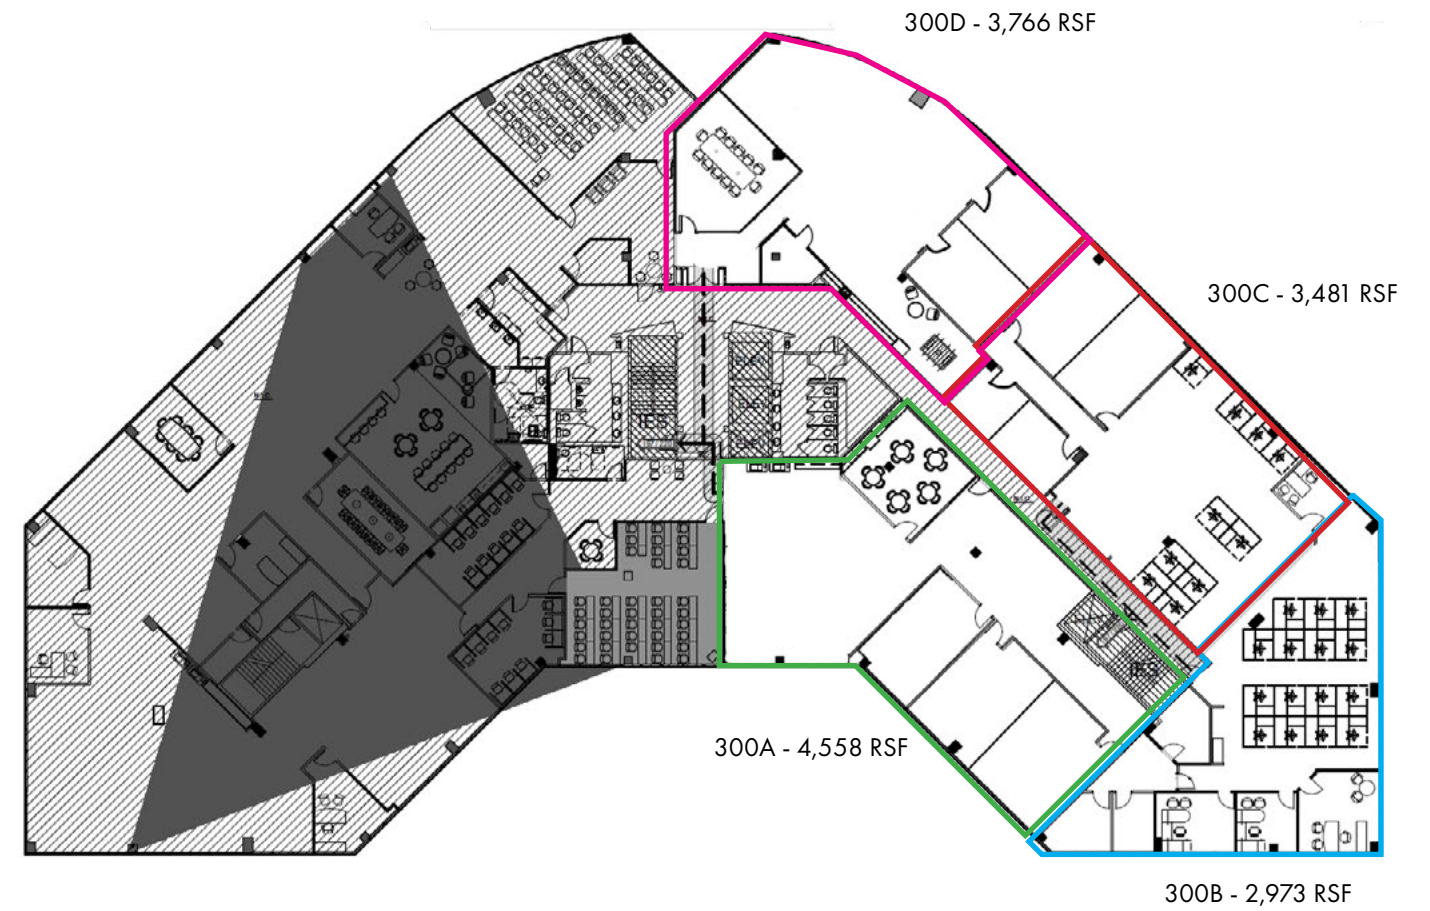 300D - 3,766 RSF
300C - 3,481 RSF
300A - 4,558 RSF
300B - 2,973 RSF